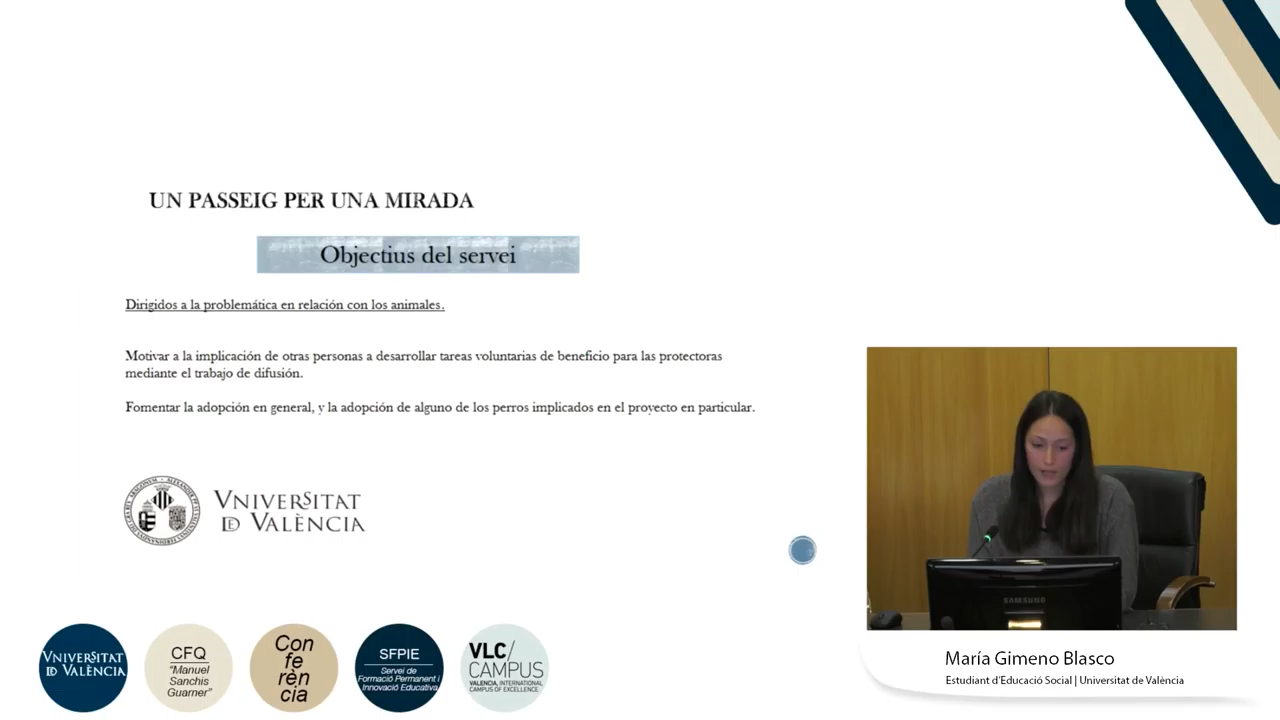 UN PASSEIG PER UNA MIRADA
Objectius del servei
Dirigidos a la problemática en relación con los animales.
Motivar a la implicación de otras personas a desarrollar tareas voluntarias de beneficio para las protectoras
mediante el trabajo de difusión.
Fomentar la adopción en general, y la adopción de alguno de los perros implicados en el proyecto en particular.
VNIVERSITAT
DE VALÈNCIA
SAMSUNG
María Gimeno Blasco
Estudiant d'Educació Social | Universitat de València
VNIVERSITAT
DE VALÈNCIA
CFQ
"Manuel
Sanchis
Guarner"
Con
fe
rèn
cia
SFPIE
Servei de
Formació Permanent i
Innovació Educativa
VLC/
CAMPUS
VALENCIA, INTERNATIONAL
CAMPUS OF EXCELLENCE